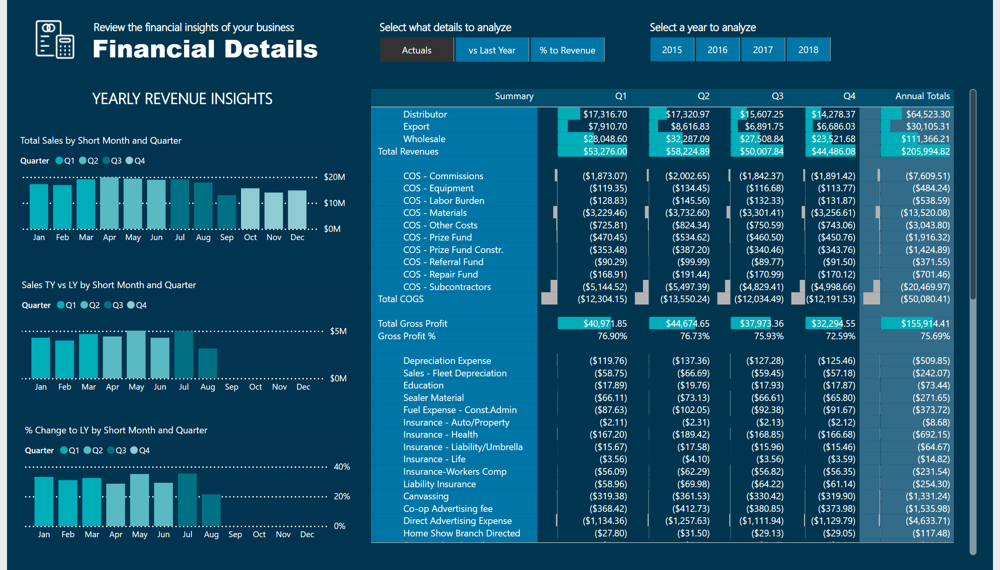 Review the financial insights of your business
Financial Details
Select what details to analyze
Actuals vs Last Year % to Revenue
Select a year to analyze
2015 2016 2017 2018
YEARLY REVENUE INSIGHTS
Total Sales by Short Month and Quarter
Quarter Q1 Q2 Q3 Q4
$20M
$10M
$0M
Jan Feb Mar Apr May Jun Jul Aug Sep Oct Nov Dec
Sales TY vs LY by Short Month and Quarter
Quarter Q1 Q2 Q3 Q4
$5M
$0M
Jan Feb Mar Apr May Jun Jul Aug Sep Oct Nov Dec
% Change to LY by Short Month and Quarter
Quarter Q1 Q2 Q3 Q4
40%
20%
0%
Jan Feb Mar Apr May Jun Jul Aug Sep Oct Nov Dec
Summary Q1 Q2 Q3 Q4 Annual Totals
Distributor $17,316.70 $17,320.97 $15,607.25 $14,278.37 $64,523.30
Export $7,910.70 $8,616.83 $6,891.75 $6,686.03 $30,105.31
Wholesale $28,048.60 $32,287.09 $27,508.84 $23,521.68 $111,366.21
Total Revenues $53,276.00 $58,224.89 $50,007.84 $44,486.08 $205,994.82
COS - Commissions ($1,873.07) ($2,002.65) ($1,842.37) ($1,891.42) ($7,609.51)
COS - Equipment ($119.35) ($134.45) ($116.68) ($113.77) ($484.24)
COS - Labor Burden ($128.83) ($145.56) ($132.33) ($131.87) ($538.59)
COS - Materials ($3,229.46) ($3,732.60) ($3,301.41) ($3,256.61) ($13,520.08)
COS - Other Costs ($725.81) ($824.34) ($750.59) ($743.06) ($3,043.80)
COS - Prize Fund ($470.45) ($534.62) ($460.50) ($450.76) ($1,916.32)
COS - Prize Fund Constr. ($353.48) ($387.20) ($340.46) ($343.76) ($1,424.89)
COS - Referral Fund ($90.29) ($99.99) ($89.77) ($91.50) ($371.55)
COS - Repair Fund ($168.91) ($191.44) ($170.99) ($170.12) ($701.46)
COS - Subcontractors ($5,144.52) ($5,497.39) ($4,829.41) ($4,998.66) ($20,469.97)
Total COGS ($12,304.15) ($13,550.24) ($12,034.49) ($12,191.53) ($50,080.41)
Total Gross Profit $40,971.85 $44,674.65 $37,973.36 $32,294.55 $155,914.41
Gross Profit % 76.90% 76.73% 75.93% 72.59% 75.69%
Depreciation Expense ($119.76) ($137.36) ($127.28) ($125.46) ($509.85)
Sales - Fleet Depreciation ($58.75) ($66.69) ($59.45) ($57.18) ($242.07)
Education ($17.89) ($19.76) ($17.93) ($17.87) ($73.44)
Sealer Material ($66.11) ($73.13) ($66.61) ($65.80) ($271.65)
Fuel Expense - Const.Admin ($87.63) ($102.05) ($92.38) ($91.67) ($373.72)
Insurance - Auto/Property ($2.11) ($2.31) ($2.13) ($2.12) ($8.68)
Insurance - Health ($167.20) ($189.42) ($168.85) ($166.68) ($692.15)
Insurance - Liability/Umbrella ($15.67) ($17.58) ($15.96) ($15.46) ($64.67)
Insurance - Life ($3.56) ($4.10) ($3.56) ($3.59) ($14.82)
Insurance-Workers Comp ($56.09) ($62.29) ($56.82) ($56.35) ($231.54)
Liability Insurance ($58.96) ($69.98) ($64.22) ($61.14) ($254.30)
Canvassing ($319.38) ($361.53) ($330.42) ($319.90) ($1,331.24)
Co-op Advertising fee ($368.42) ($412.73) ($380.85) ($373.98) ($1,535.98)
Direct Advertising Expense ($1,134.36) ($1,257.63) ($1,111.94) ($1,129.79) ($4,633.71)
Home Show Branch Directed ($27.80) ($31.50) ($29.13) ($29.05) ($117.48)